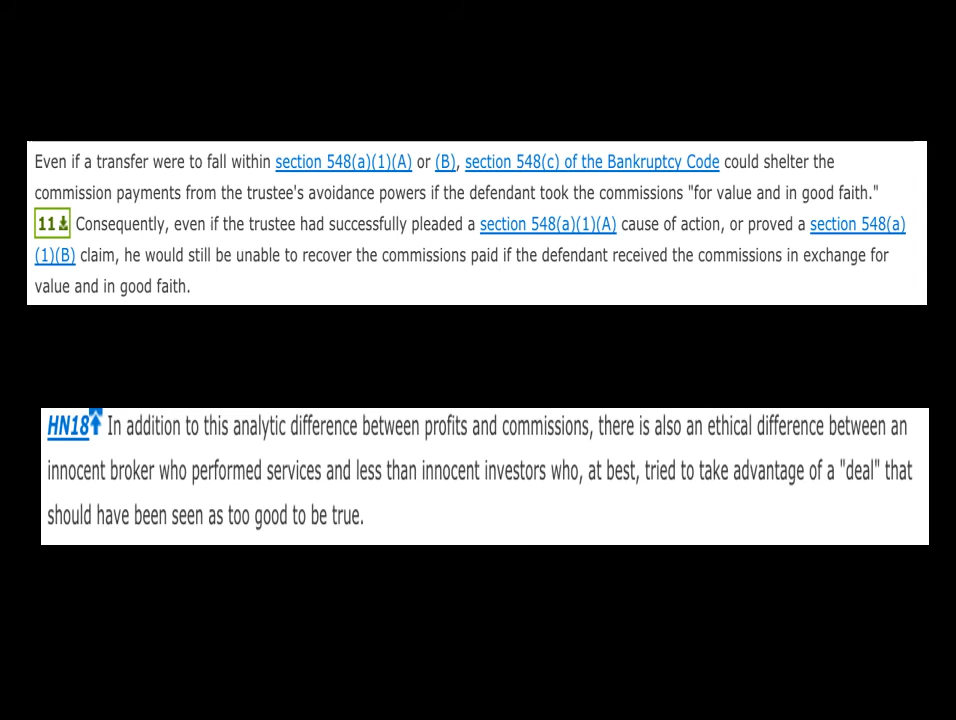 Even if a transfer were to fall within section 548(a)(1)(A) or (B), section 548(c) of the Bankruptcy Code could shelter the
commission payments from the trustee's avoidance powers if the defendant took the commissions "for value and in good faith."
11 Consequently, even if the trustee had successfully pleaded a section 548(a)(1)(A) cause of action, or proved a section 548(a)
(1)(B) claim, he would still be unable to recover the commissions paid if the defendant received the commissions in exchange for
value and in good faith.
HN18 In addition to this analytic difference between profits and commissions, there is also an ethical difference between an
innocent broker who performed services and less than innocent investors who, at best, tried to take advantage of a "deal" that
should have been seen as too good to be true.